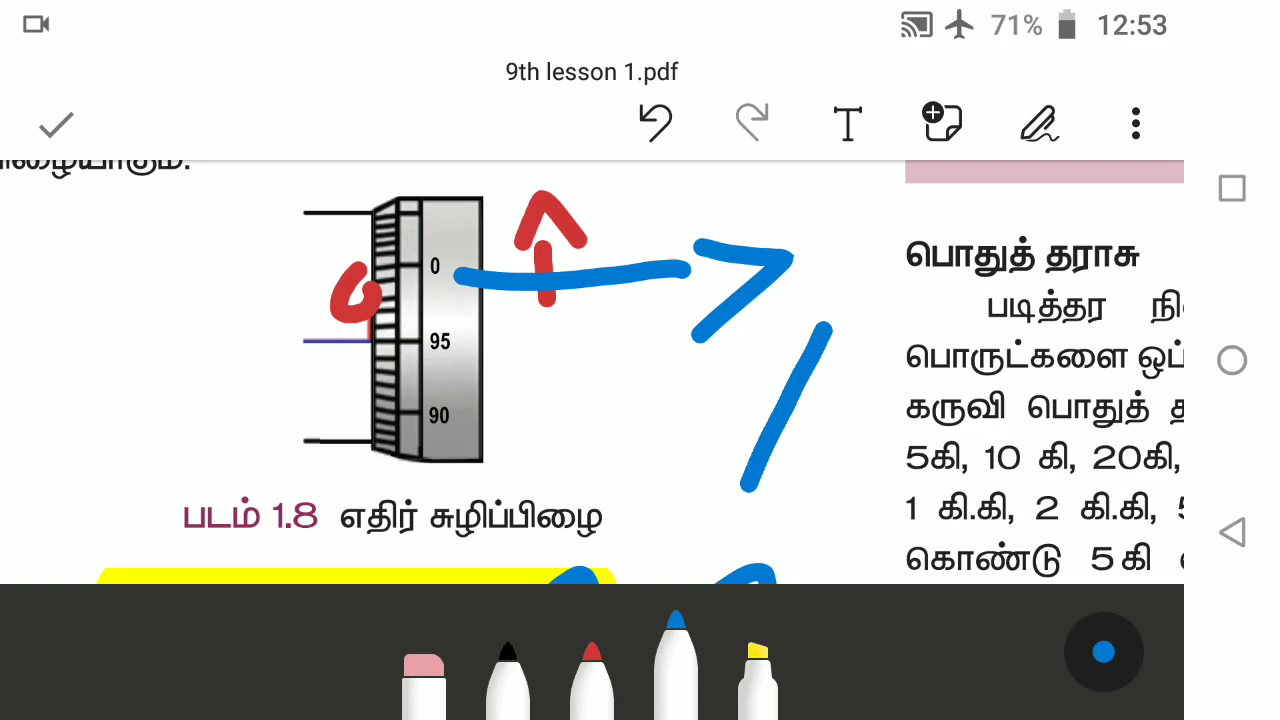 71% 12:53
9th lesson 1.pdf
T
0
95
90
படம் 1.8 எதிர் சுழிப்பிழை
பொதுத் தராசு
படித்தர
பொருட்களை
கருவி பொதுத்
5கி, 10 கி, 20கி,
1 கி.கி, 2 கி.கி,
கொண்டு 5கி